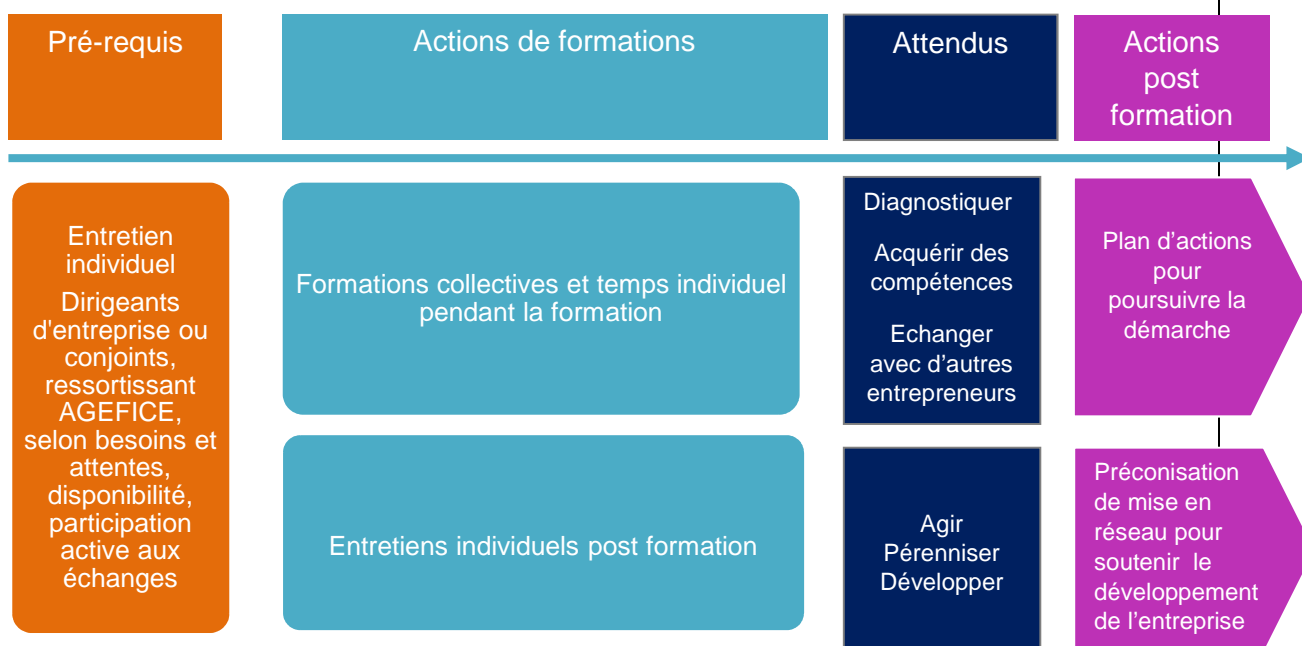 Pré-requis
Actions de formations
Attendus
Actions
post
formation
Entretien
individuel
Dirigeants
d'entreprise ou
conjoints,
ressortissant
AGEFICE,
selon besoins et
attentes,
disponibilité,
participation
active aux
échanges
Formations collectives et temps individuel
pendant la formation
Diagnostiquer
Acquérir des
compétences
Echanger
avec d’autres
entrepreneurs
Plan d’actions
pour
poursuivre la
démarche
Entretiens individuels post formation
Agir
Pérenniser
Développer
Préconisation
de mise en
réseau pour
soutenir le
développement
de l’entreprise